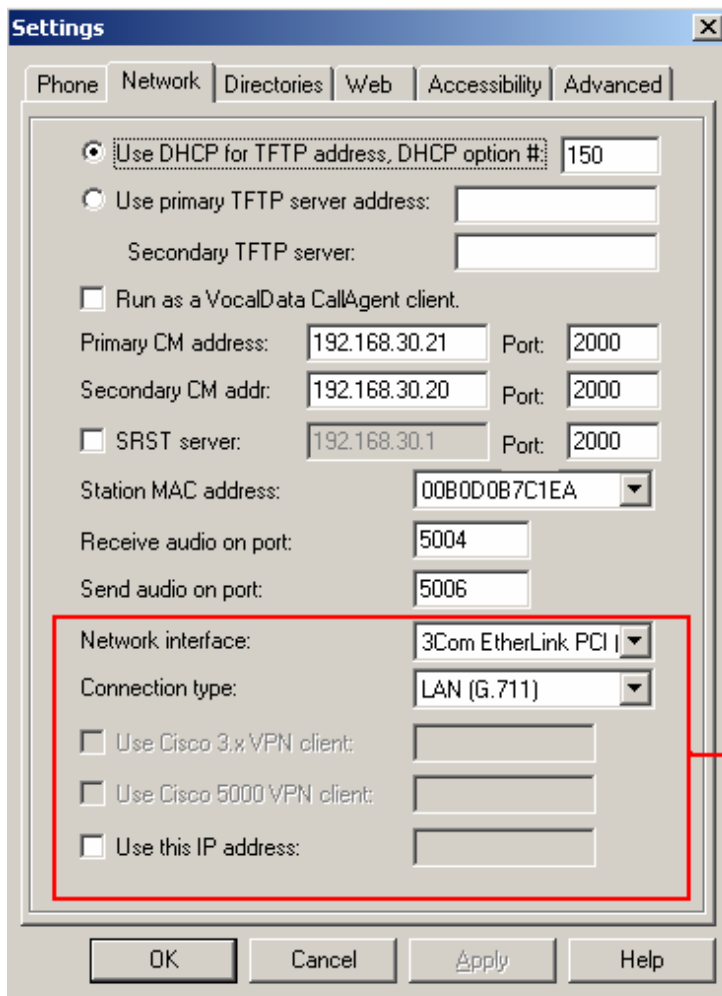 Settings
Phone Network Directories Web Accessibility Advanced
Use DHCP for TFTP address, DHCP option #: 150
Use primary TFTP server address:
Secondary TFTP server:
Run as a VocalData CallAgent client.
Primary CM address: 192.168.30.21 Port: 2000
Secondary CM addr: 192.168.30.20 Port: 2000
SRST server: 192.168.30.1 Port: 2000
Station MAC address: 00B0D0B7C1EA
Receive audio on port: 5004
Send audio on port: 5006
Network interface: 3Com EtherLink PCI
Connection type: LAN (G.711)
Use Cisco 3.x VPN client:
Use Cisco 5000 VPN client:
Use this IP address:
OK Cancel Apply Help